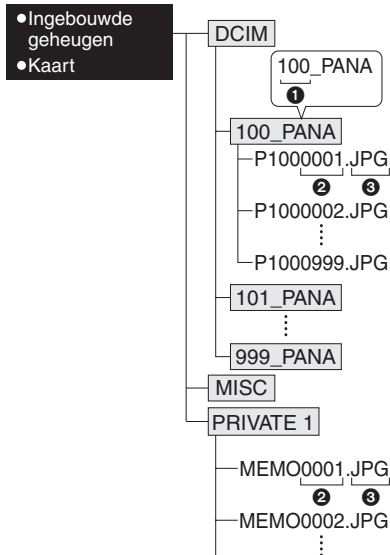 ●Ingebouwde
geheugen
●Kaart
DCIM
100_PANA
❶
100_PANA
P1000001.JPG
❷ ❸
P1000002.JPG
P1000999.JPG
101_PANA
999_PANA
MISC
PRIVATE 1
MEMO0001.JPG
❷ ❸
MEMO0002.JPG